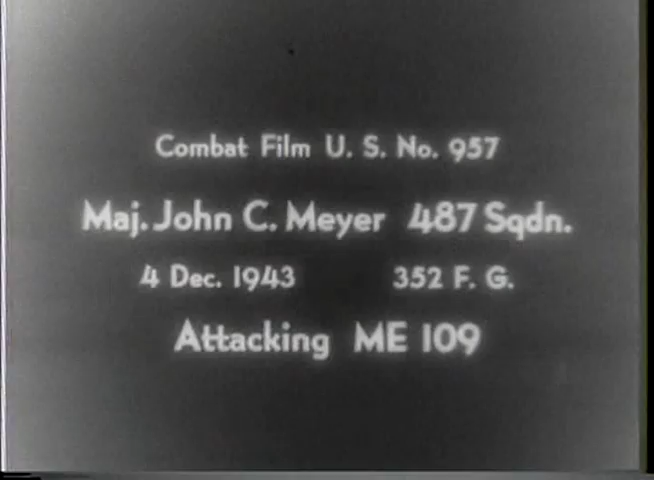 Combat Film U. S. No. 957
Maj. John C. Meyer 487 Sqdn.
4 Dec. 1943 352 F. G.
Attacking ME 109